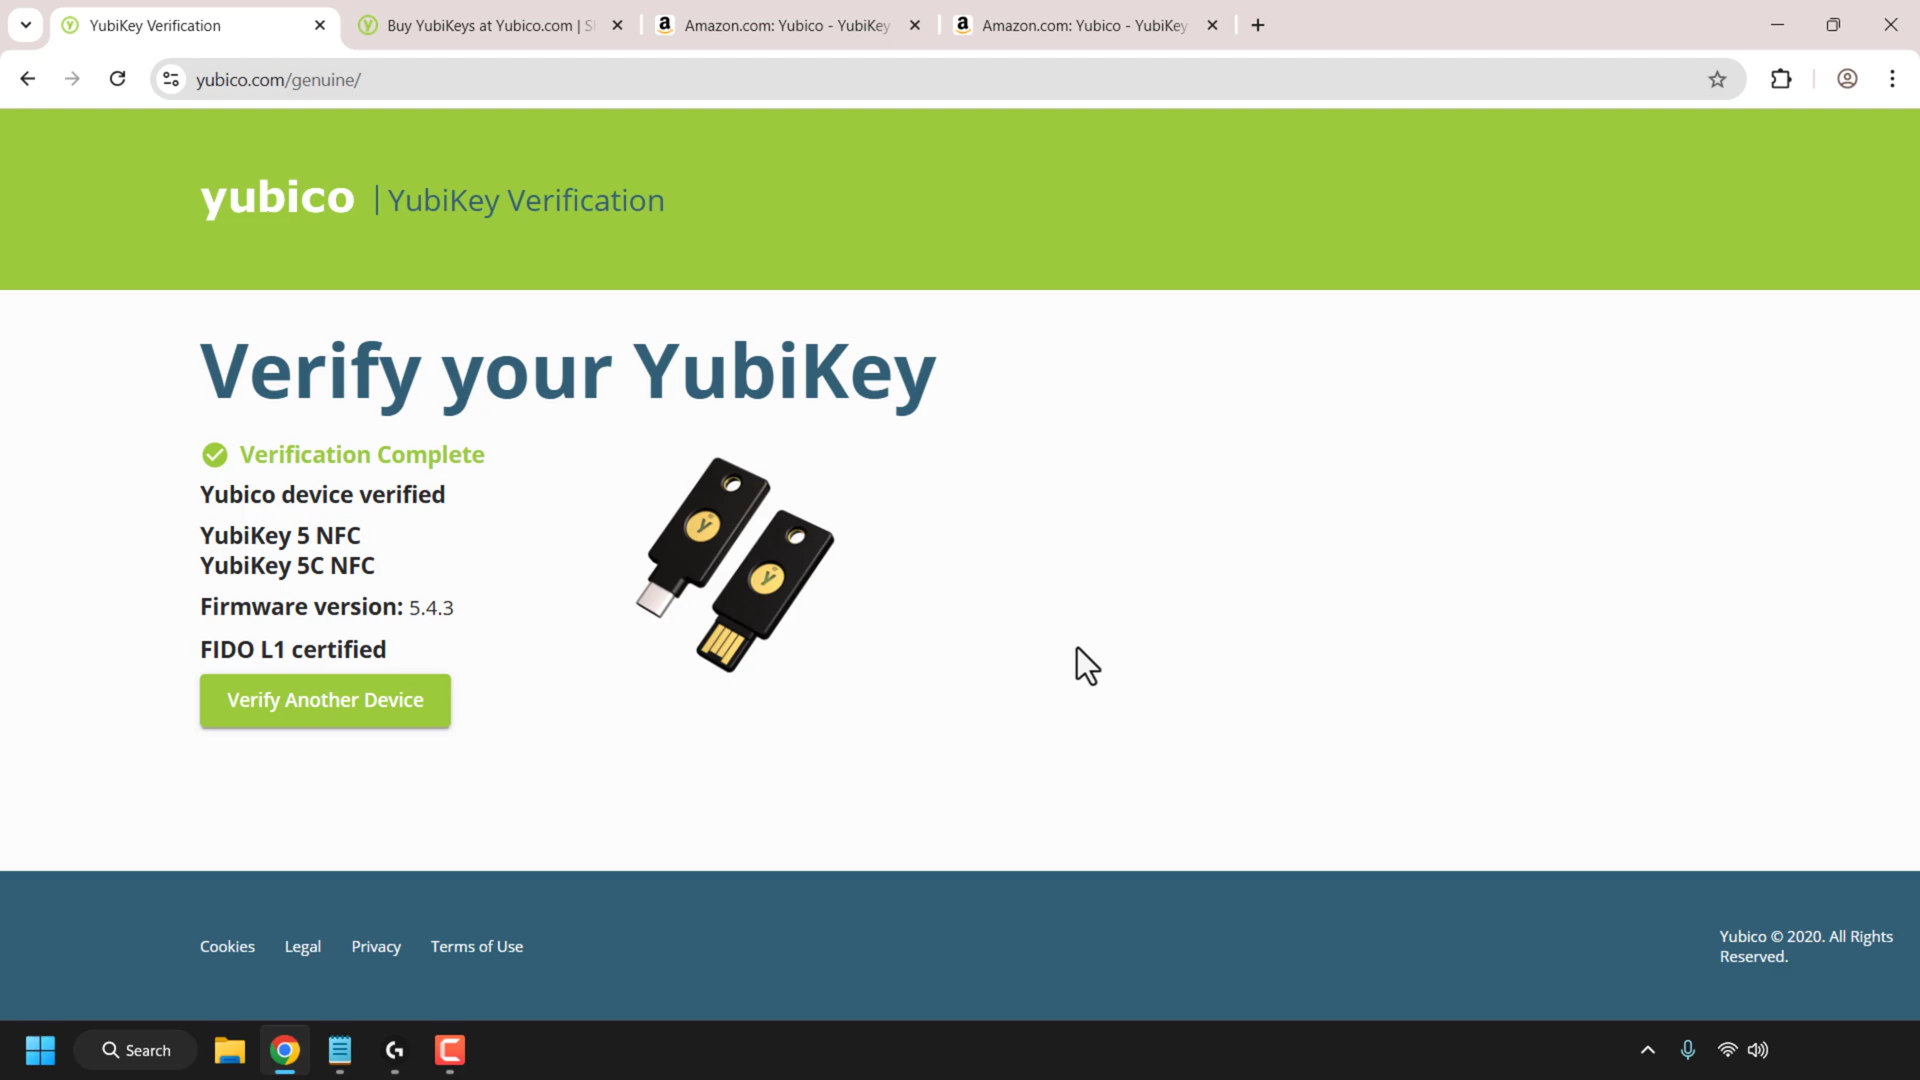 YubiKey Verification
Buy YubiKeys at Yubico.com | S
Amazon.com: Yubico - YubiKey
Amazon.com: Yubico - YubiKey
yubico.com/genuine/
yubico | YubiKey Verification
Verify your YubiKey
Verification Complete
Yubico device verified
YubiKey 5 NFC
YubiKey 5C NFC
Firmware version: 5.4.3
FIDO L1 certified
Verify Another Device
Cookies Legal Privacy Terms of Use
Yubico © 2020. All Rights
Reserved.
Search